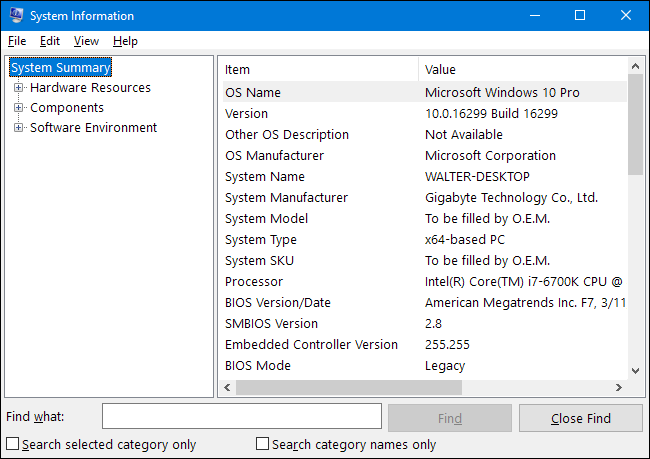 System Information
File Edit View Help
System Summary
Hardware Resources
Components
Software Environment
Item Value
OS Name Microsoft Windows 10 Pro
Version 10.0.16299 Build 16299
Other OS Description Not Available
OS Manufacturer Microsoft Corporation
System Name WALTER-DESKTOP
System Manufacturer Gigabyte Technology Co., Ltd.
System Model To be filled by O.E.M.
System Type x64-based PC
System SKU To be filled by O.E.M.
Processor Intel(R) Core(TM) i7-6700K CPU @
BIOS Version/Date American Megatrends Inc. F7, 3/11
SMBIOS Version 2.8
Embedded Controller Version 255.255
BIOS Mode Legacy
Find what: Find Close Find
Search selected category only Search category names only